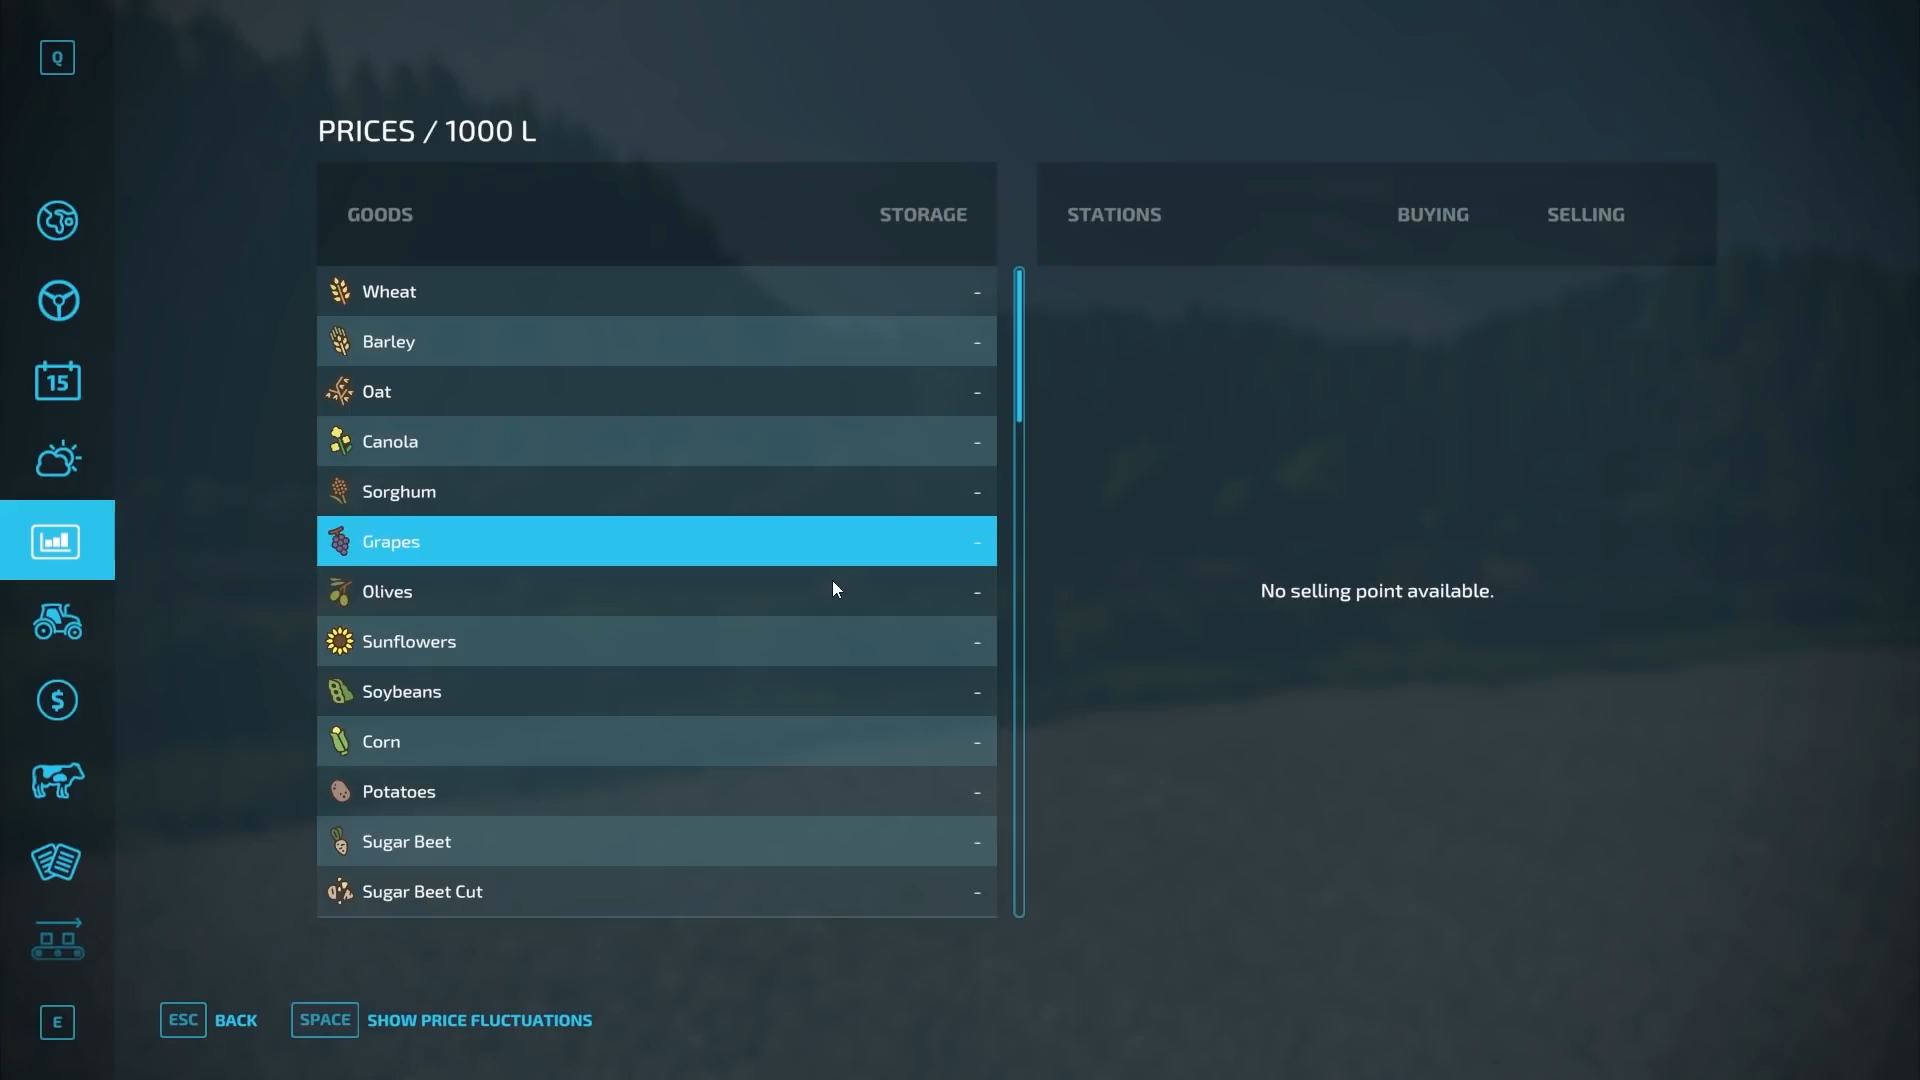 Q
PRICES / 1000 L
GOODS STORAGE
STATIONS BUYING SELLING
Wheat -
Barley -
Oat -
Canola -
Sorghum -
Grapes -
Olives -
Sunflowers -
Soybeans -
Corn -
Potatoes -
Sugar Beet -
Sugar Beet Cut -
No selling point available.
15
$
E
ESC BACK SPACE SHOW PRICE FLUCTUATIONS